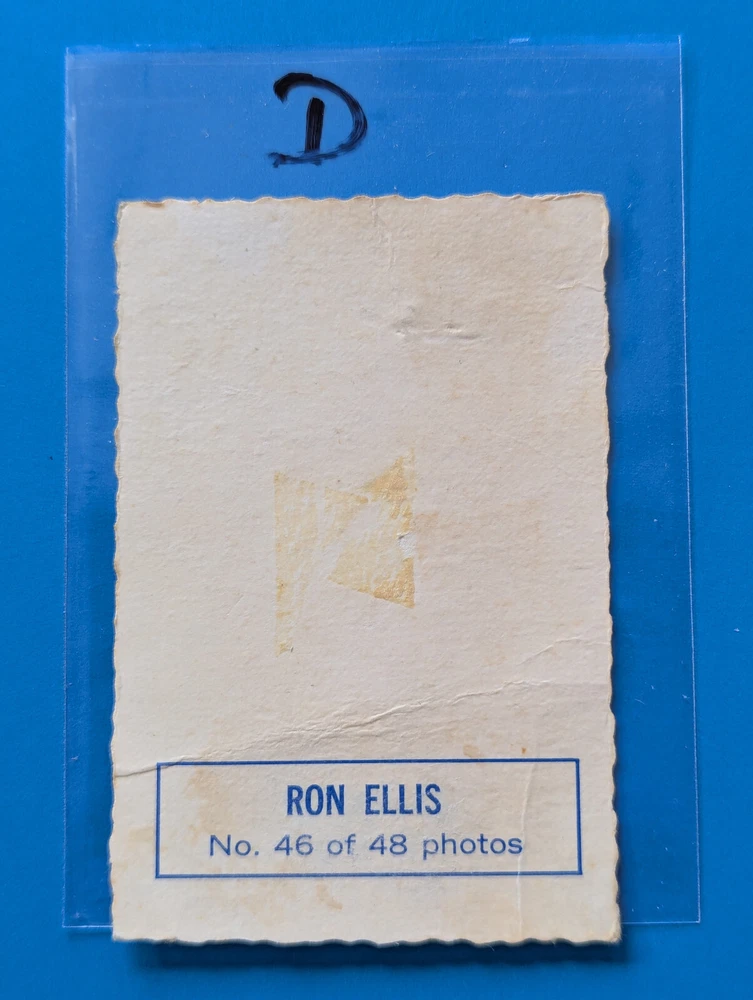 D
RON ELLIS
No. 46 of 48 photos